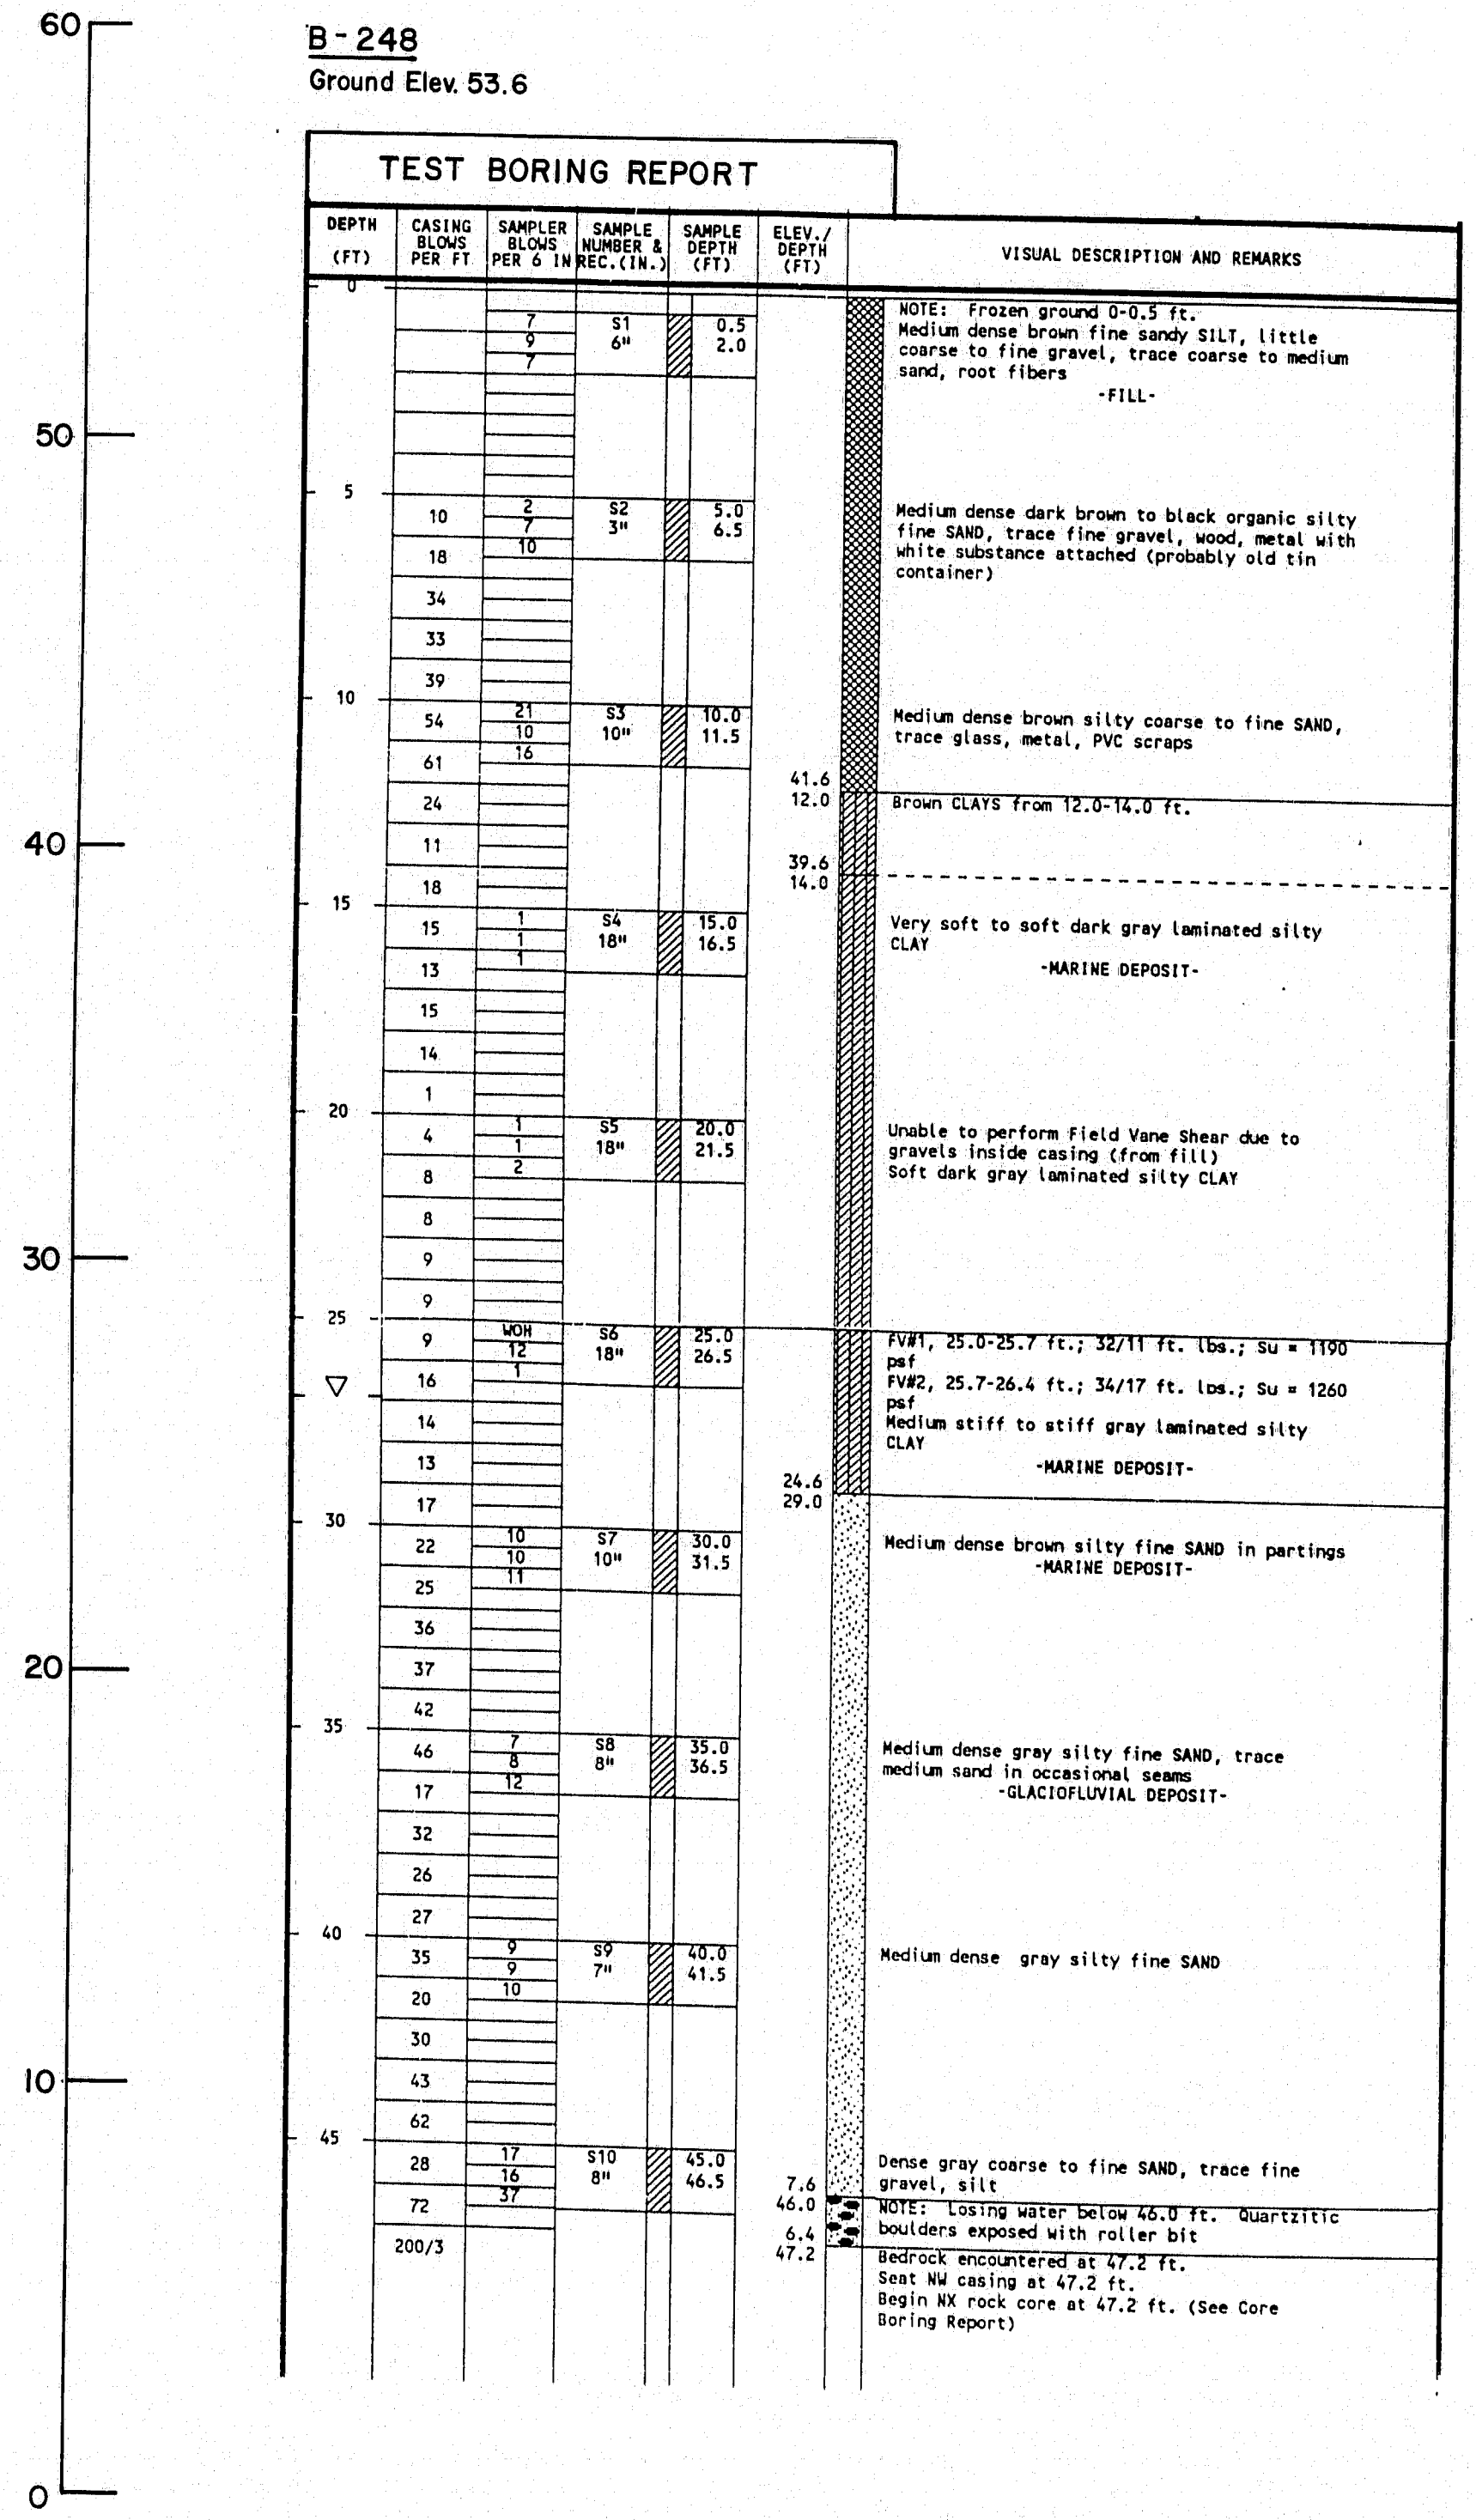 60
B-248
Ground Elev. 53.6
TEST BORING REPORT
DEPTH (FT)
CASING BLOWS PER FT
SAMPLER BLOWS PER 6 IN
SAMPLE NUMBER & REC.(IN.)
SAMPLE DEPTH (FT)
ELEV./ DEPTH (FT)
VISUAL DESCRIPTION AND REMARKS
0
NOTE: Frozen ground 0-0.5 ft.
7 S1 0.5
Medium dense brown fine sandy SILT, little
9 6" 2.0
coarse to fine gravel, trace coarse to medium
7
sand, root fibers
-FILL-
50
5
10 2 S2 5.0
Medium dense dark brown to black organic silty
7 3" 6.5
fine SAND, trace fine gravel, wood, metal with
18 10
white substance attached (probably old tin
container)
34
33
39
10
54 21 S3 10.0
Medium dense brown silty coarse to fine SAND,
10 10" 11.5
trace glass, metal, PVC scraps
61 16
41.6
24 12.0 Brown CLAYS from 12.0-14.0 ft.
40
11
39.6
18 14.0
15
15 1 S4 15.0
Very soft to soft dark gray laminated silty
1 18" 16.5
CLAY
13 1
-MARINE DEPOSIT-
15
14
1
20
4 1 S5 20.0
Unable to perform Field Vane Shear due to
1 18" 21.5
gravels inside casing (from fill)
8 2
Soft dark gray laminated silty CLAY
8
30
9
9
25
9 WOH S6 25.0
FV#1, 25.0-25.7 ft.; 32/11 ft. lbs.; Su = 1190
12 18" 26.5
psf
16 1
FV#2, 25.7-26.4 ft.; 34/17 ft. lbs.; Su = 1260
psf
14
Medium stiff to stiff gray laminated silty
CLAY
13
-MARINE DEPOSIT-
24.6
17 29.0
30
22 10 S7 30.0
Medium dense brown silty fine SAND in partings
10 10" 31.5
-MARINE DEPOSIT-
25 11
36
20
37
42
35
46 7 S8 35.0
Medium dense gray silty fine SAND, trace
8 8" 36.5
medium sand in occasional seams
17 12
-GLACIOFLUVIAL DEPOSIT-
32
26
27
40
35 9 S9 40.0
Medium dense gray silty fine SAND
9 7" 41.5
20 10
30
10
43
62
45
28 17 S10 45.0
Dense gray coarse to fine SAND, trace fine
16 8" 46.5 7.6
gravel, silt
72 37 46.0
NOTE: Losing water below 46.0 ft. Quartzitic
6.4
boulders exposed with roller bit
200/3 47.2
Bedrock encountered at 47.2 ft.
Seat NW casing at 47.2 ft.
Begin NX rock core at 47.2 ft. (See Core
Boring Report)
0